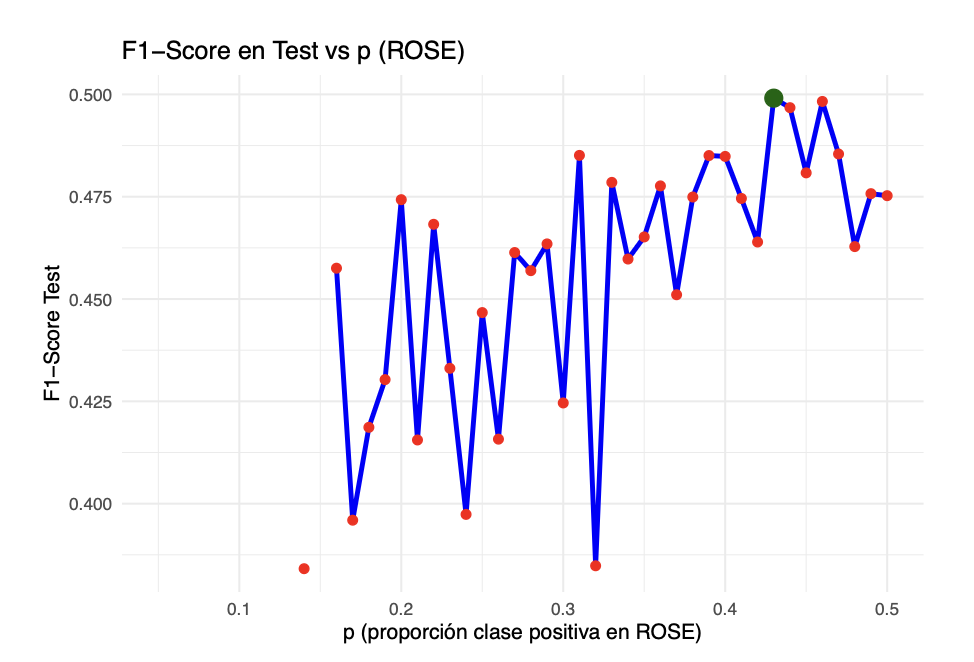 F1−Score en Test vs p (ROSE)
0.500
0.475
0.450
0.425
0.400
F1−Score Test
0.1 0.2 0.3 0.4 0.5
p (proporción clase positiva en ROSE)